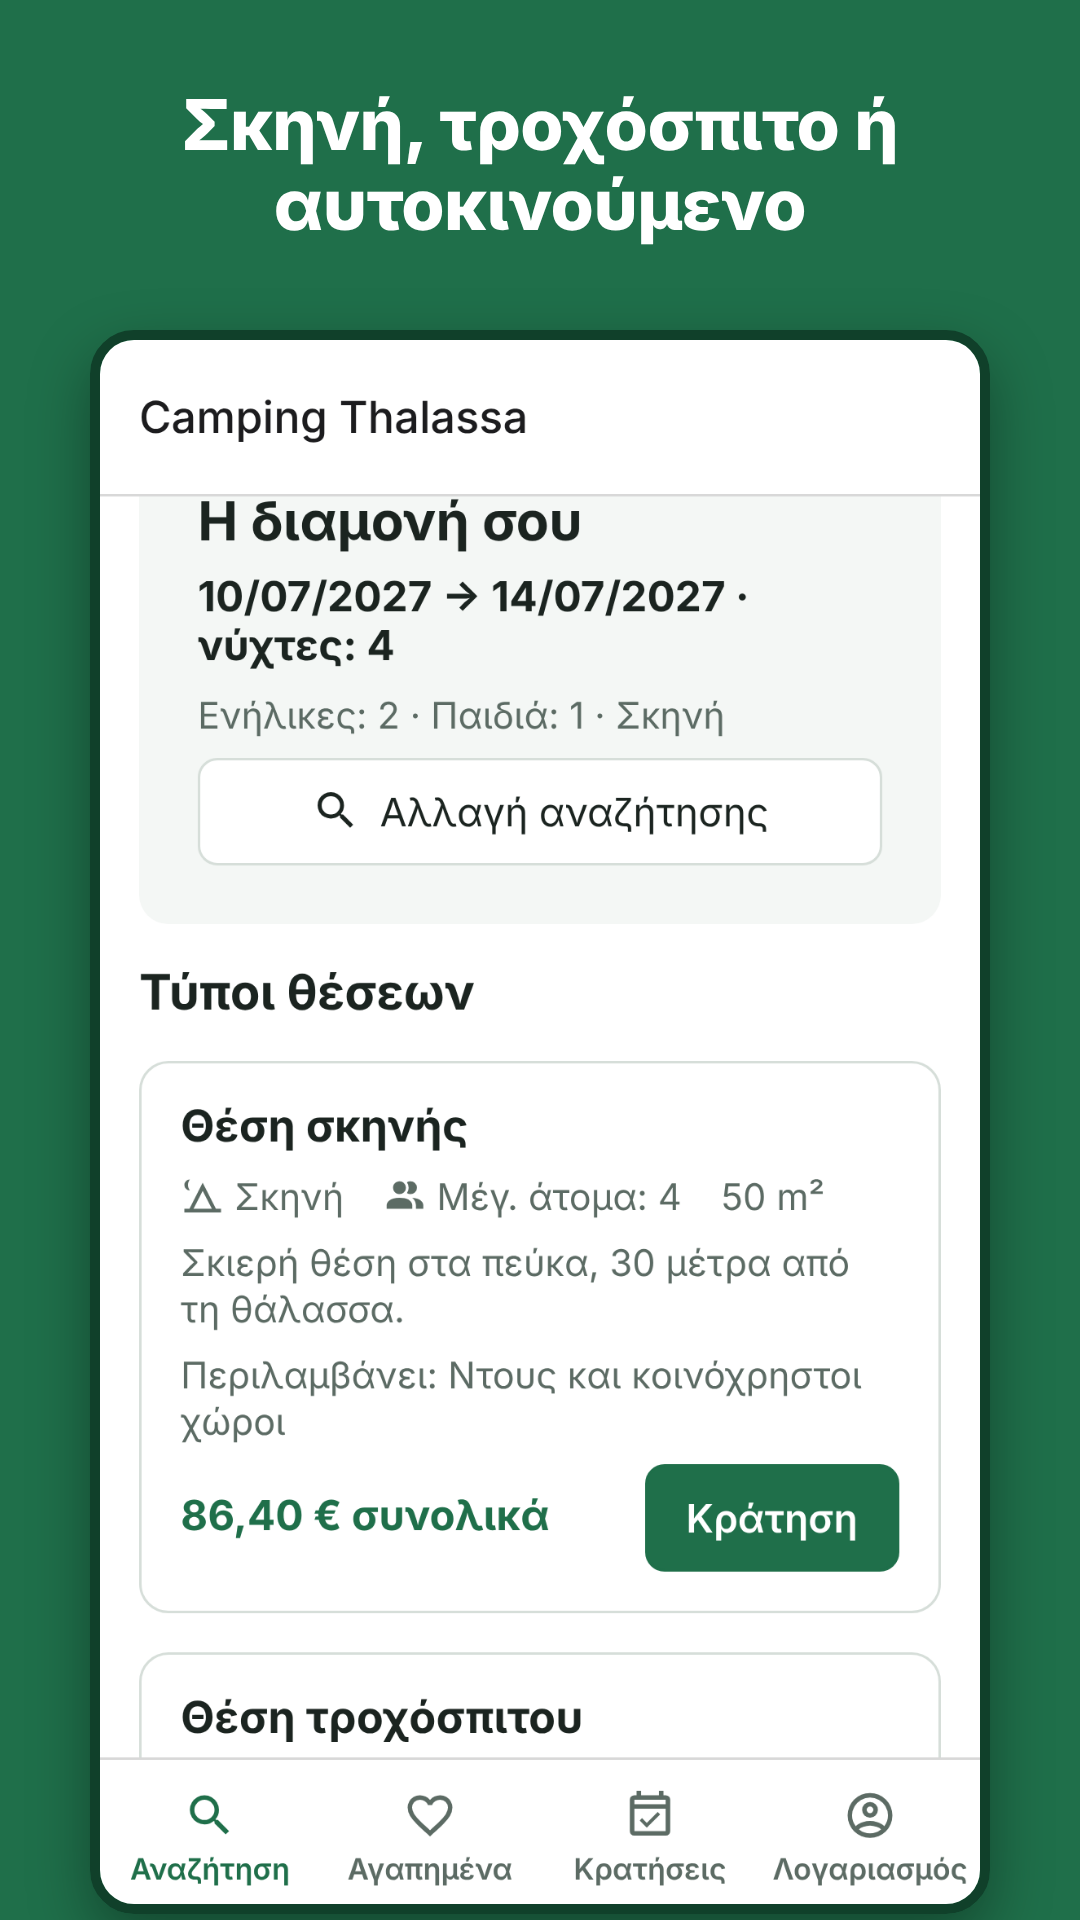 Σκηνή, τροχόσπιτο ή
αυτοκινούμενο
Camping Thalassa
Η διαμονή σου
10/07/2027 → 14/07/2027 ·
νύχτες: 4
Ενήλικες: 2 · Παιδιά: 1 · Σκηνή
Αλλαγή αναζήτησης
Τύποι θέσεων
Θέση σκηνής
Σκηνή Μέγ. άτομα: 4 50 m²
Σκιερή θέση στα πεύκα, 30 μέτρα από
τη θάλασσα.
Περιλαμβάνει: Ντους και κοινόχρηστοι
χώροι
86,40 € συνολικά
Κράτηση
Θέση τροχόσπιτου
Αναζήτηση Αγαπημένα Κρατήσεις Λογαριασμός